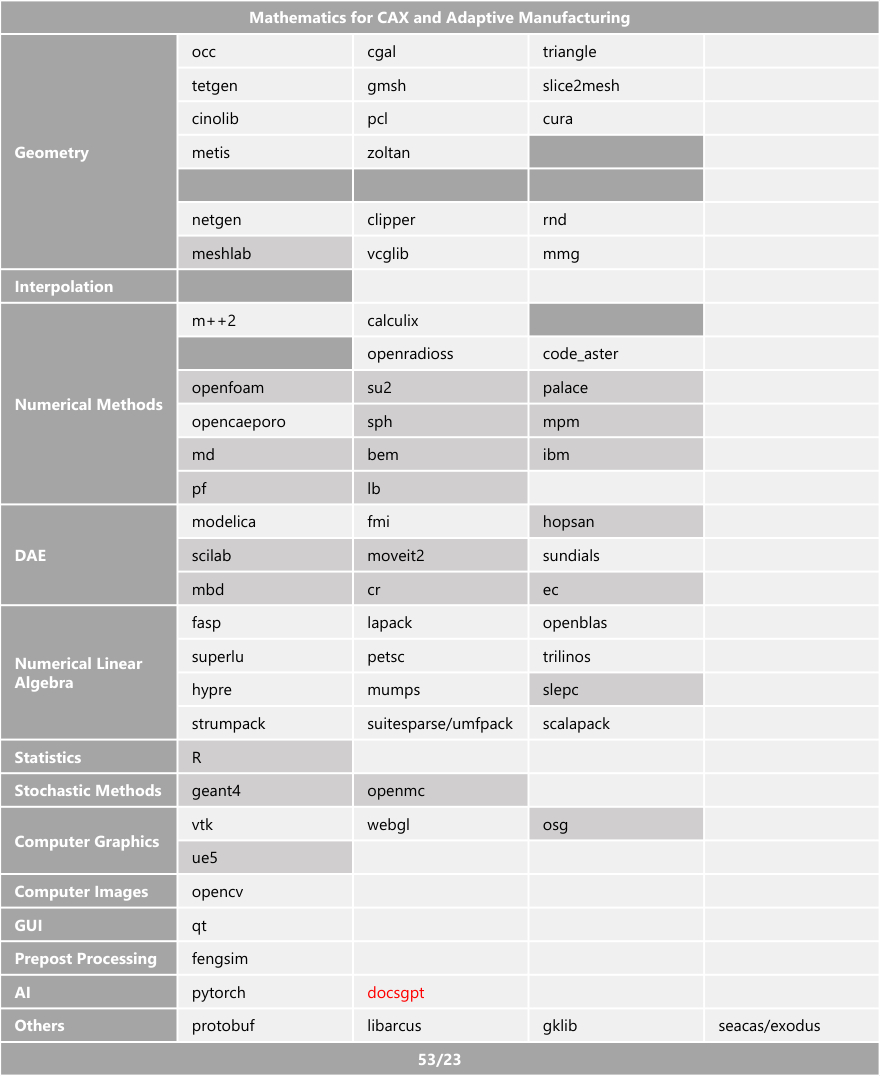 Mathematics for CAX and Adaptive Manufacturing
Geometry
occ cgal triangle
tetgen gmsh slice2mesh
cinolib pcl cura
metis zoltan
netgen clipper rnd
meshlab vcglib mmg
Interpolation
Numerical Methods
m++2 calculix
openradioss code_aster
openfoam su2 palace
opencaeporo sph mpm
md bem ibm
pf lb
DAE
modelica fmi hopsan
scilab moveit2 sundials
mbd cr ec
Numerical Linear
Algebra
fasp lapack openblas
superlu petsc trilinos
hypre mumps slepc
strumpack suitesparse/umfpack scalapack
Statistics R
Stochastic Methods geant4 openmc
Computer Graphics
vtk webgl osg
ue5
Computer Images opencv
GUI qt
Prepost Processing fengsim
AI pytorch docsgpt
Others protobuf libarcus gklib seacas/exodus
53/23